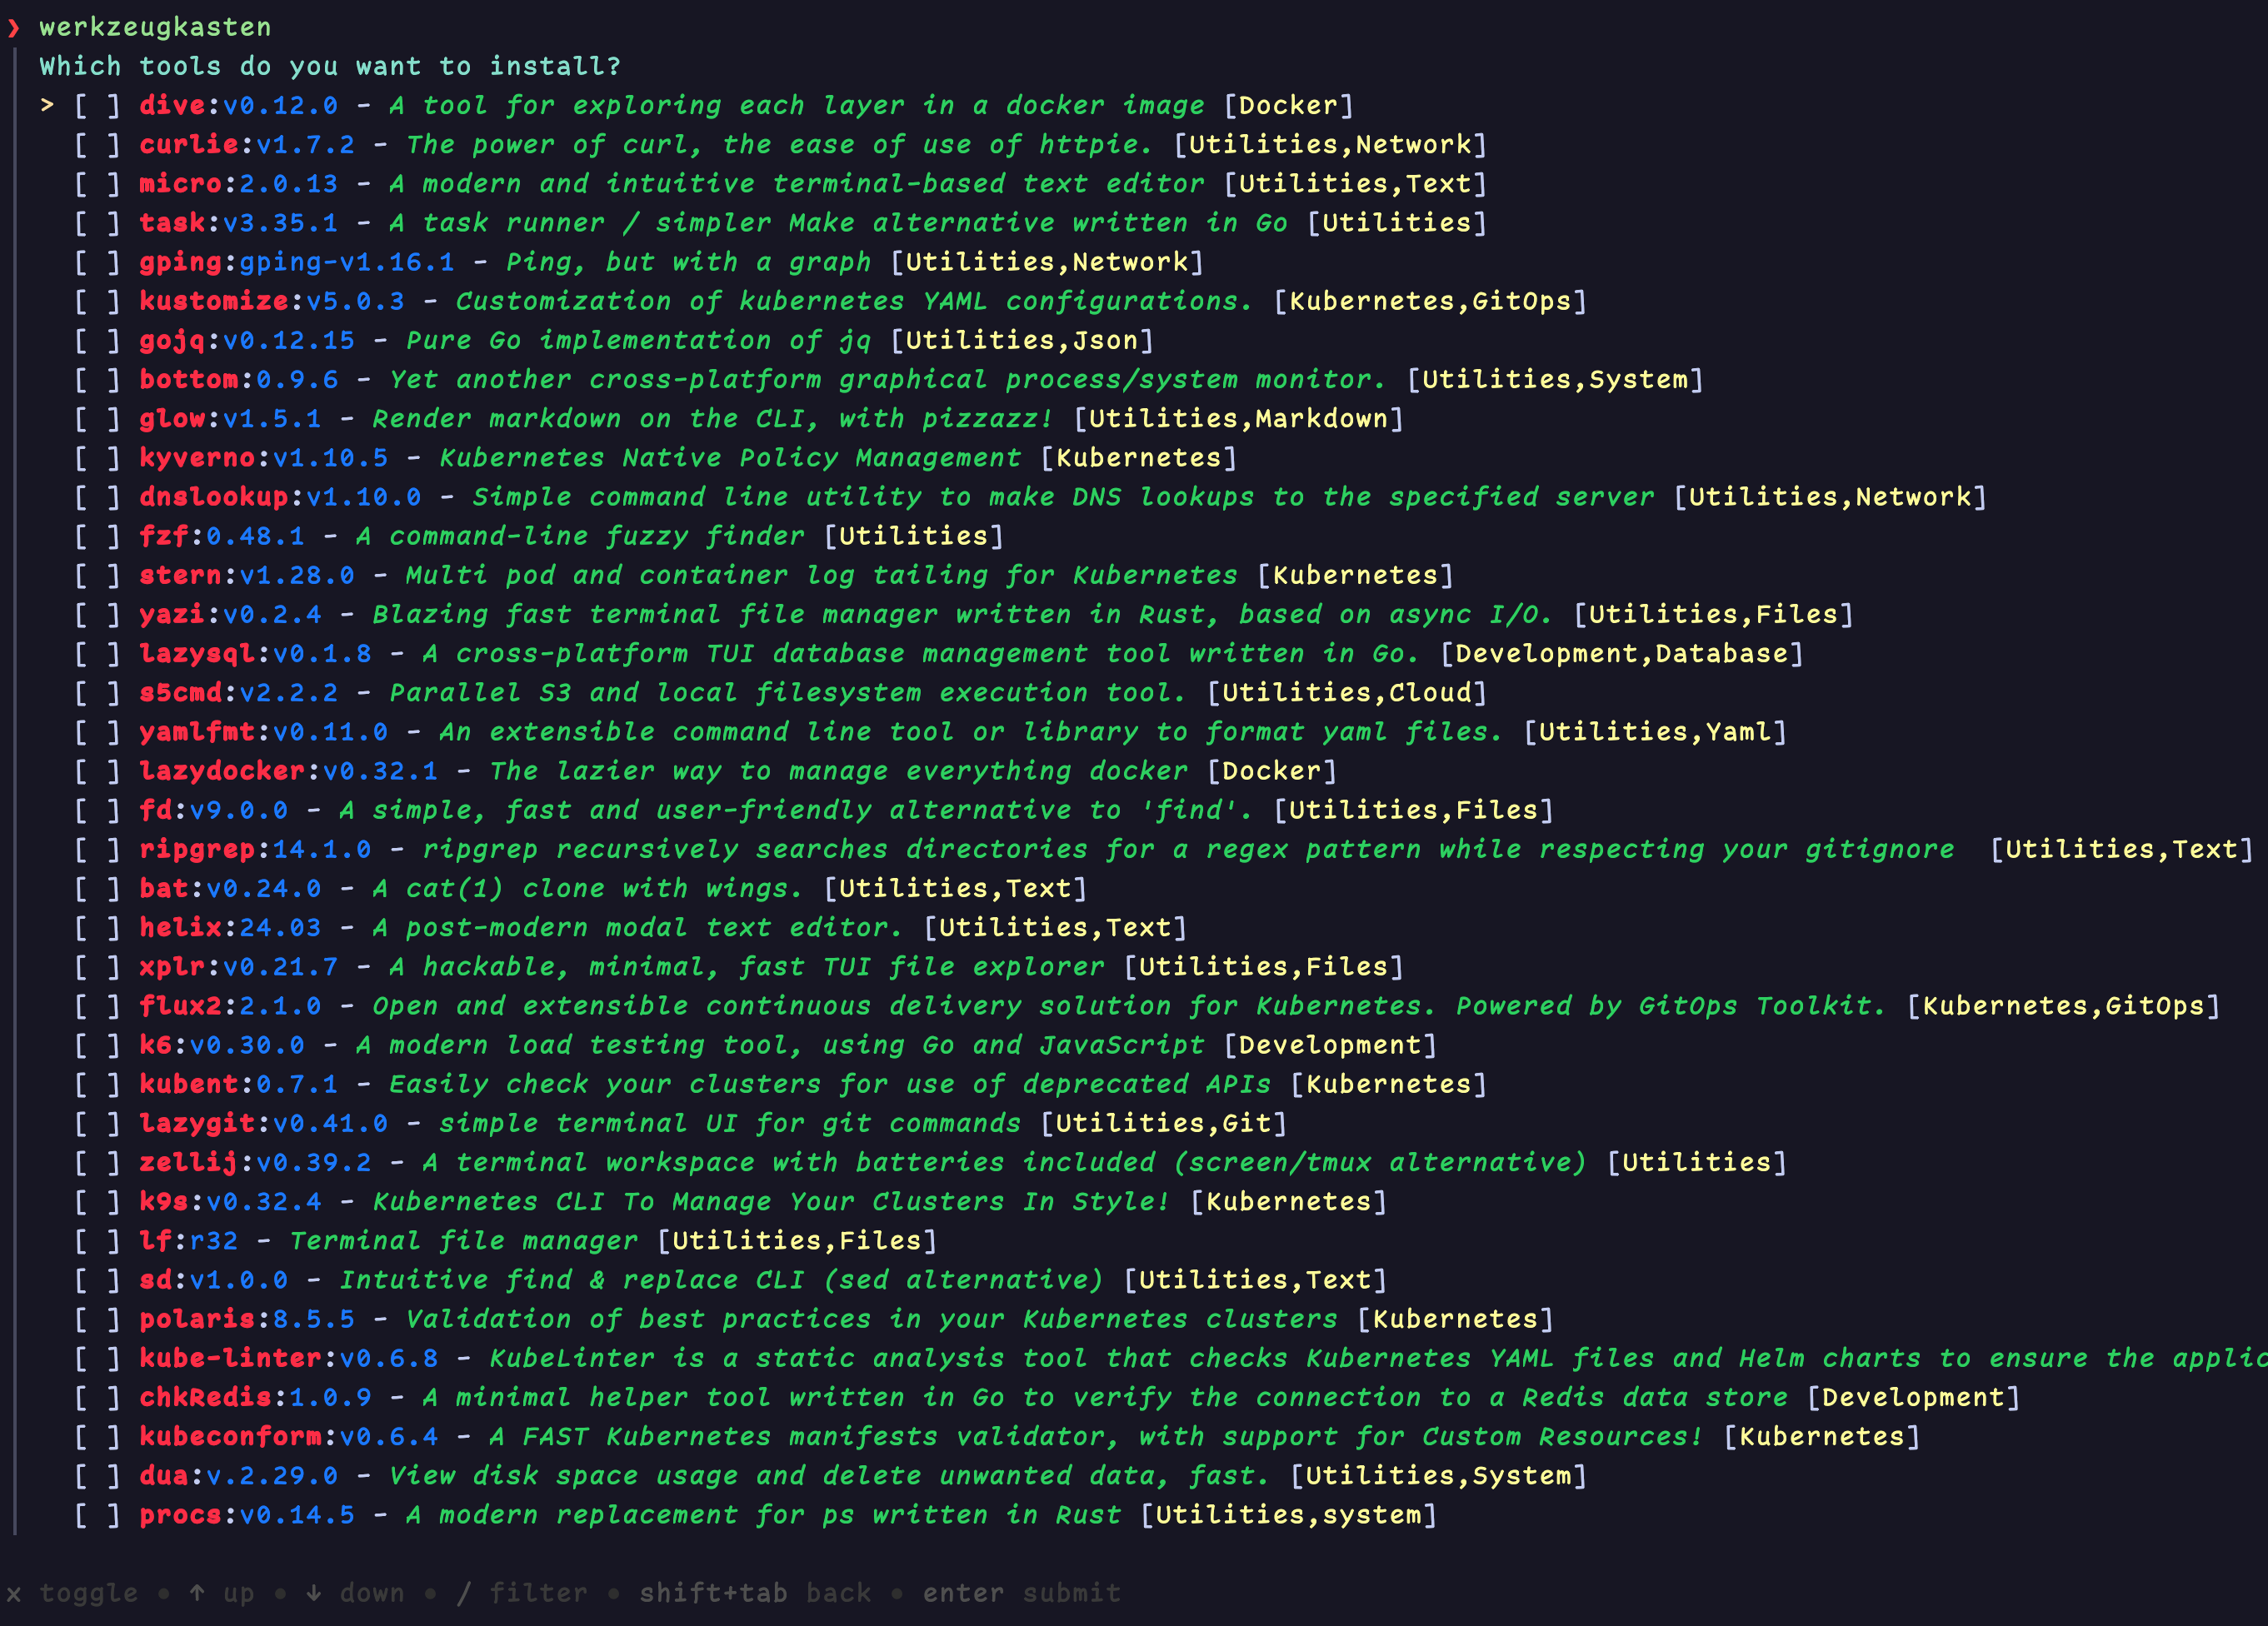 ❯ werkzeugkasten
Which tools do you want to install?
> [ ] dive:v0.12.0 - A tool for exploring each layer in a docker image [Docker]
[ ] curlie:v1.7.2 - The power of curl, the ease of use of httpie. [Utilities,Network]
[ ] micro:2.0.13 - A modern and intuitive terminal-based text editor [Utilities,Text]
[ ] task:v3.35.1 - A task runner / simpler Make alternative written in Go [Utilities]
[ ] gping:gping-v1.16.1 - Ping, but with a graph [Utilities,Network]
[ ] kustomize:v5.0.3 - Customization of kubernetes YAML configurations. [Kubernetes,GitOps]
[ ] gojq:v0.12.15 - Pure Go implementation of jq [Utilities,Json]
[ ] bottom:0.9.6 - Yet another cross-platform graphical process/system monitor. [Utilities,System]
[ ] glow:v1.5.1 - Render markdown on the CLI, with pizzazz! [Utilities,Markdown]
[ ] kyverno:v1.10.5 - Kubernetes Native Policy Management [Kubernetes]
[ ] dnslookup:v1.10.0 - Simple command line utility to make DNS lookups to the specified server [Utilities,Network]
[ ] fzf:0.48.1 - A command-line fuzzy finder [Utilities]
[ ] stern:v1.28.0 - Multi pod and container log tailing for Kubernetes [Kubernetes]
[ ] yazi:v0.2.4 - Blazing fast terminal file manager written in Rust, based on async I/O. [Utilities,Files]
[ ] lazysql:v0.1.8 - A cross-platform TUI database management tool written in Go. [Development,Database]
[ ] s5cmd:v2.2.2 - Parallel S3 and local filesystem execution tool. [Utilities,Cloud]
[ ] yamlfmt:v0.11.0 - An extensible command line tool or library to format yaml files. [Utilities,Yaml]
[ ] lazydocker:v0.32.1 - The lazier way to manage everything docker [Docker]
[ ] fd:v9.0.0 - A simple, fast and user-friendly alternative to 'find'. [Utilities,Files]
[ ] ripgrep:14.1.0 - ripgrep recursively searches directories for a regex pattern while respecting your gitignore  [Utilities,Text]
[ ] bat:v0.24.0 - A cat(1) clone with wings. [Utilities,Text]
[ ] helix:24.03 - A post-modern modal text editor. [Utilities,Text]
[ ] xplr:v0.21.7 - A hackable, minimal, fast TUI file explorer [Utilities,Files]
[ ] flux2:2.1.0 - Open and extensible continuous delivery solution for Kubernetes. Powered by GitOps Toolkit. [Kubernetes,GitOps]
[ ] k6:v0.30.0 - A modern load testing tool, using Go and JavaScript [Development]
[ ] kubent:0.7.1 - Easily check your clusters for use of deprecated APIs [Kubernetes]
[ ] lazygit:v0.41.0 - simple terminal UI for git commands [Utilities,Git]
[ ] zellij:v0.39.2 - A terminal workspace with batteries included (screen/tmux alternative) [Utilities]
[ ] k9s:v0.32.4 - Kubernetes CLI To Manage Your Clusters In Style! [Kubernetes]
[ ] lf:r32 - Terminal file manager [Utilities,Files]
[ ] sd:v1.0.0 - Intuitive find & replace CLI (sed alternative) [Utilities,Text]
[ ] polaris:8.5.5 - Validation of best practices in your Kubernetes clusters [Kubernetes]
[ ] kube-linter:v0.6.8 - KubeLinter is a static analysis tool that checks Kubernetes YAML files and Helm charts to ensure the applic
[ ] chkRedis:1.0.9 - A minimal helper tool written in Go to verify the connection to a Redis data store [Development]
[ ] kubeconform:v0.6.4 - A FAST Kubernetes manifests validator, with support for Custom Resources! [Kubernetes]
[ ] dua:v.2.29.0 - View disk space usage and delete unwanted data, fast. [Utilities,System]
[ ] procs:v0.14.5 - A modern replacement for ps written in Rust [Utilities,system]
x toggle • ↑ up • ↓ down • / filter • shift+tab back • enter submit